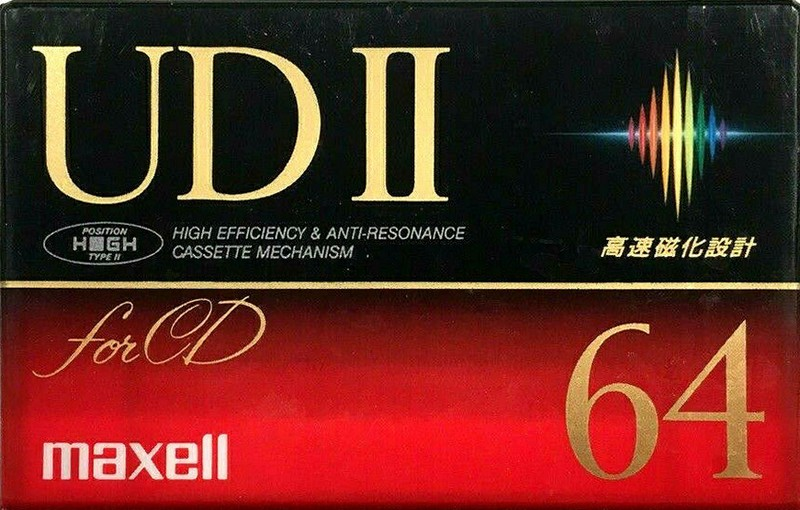 UD II
POSITION
HIGH
TYPE II
HIGH EFFICIENCY & ANTI-RESONANCE
CASSETTE MECHANISM
高速磁化設計
for CD
64
maxell